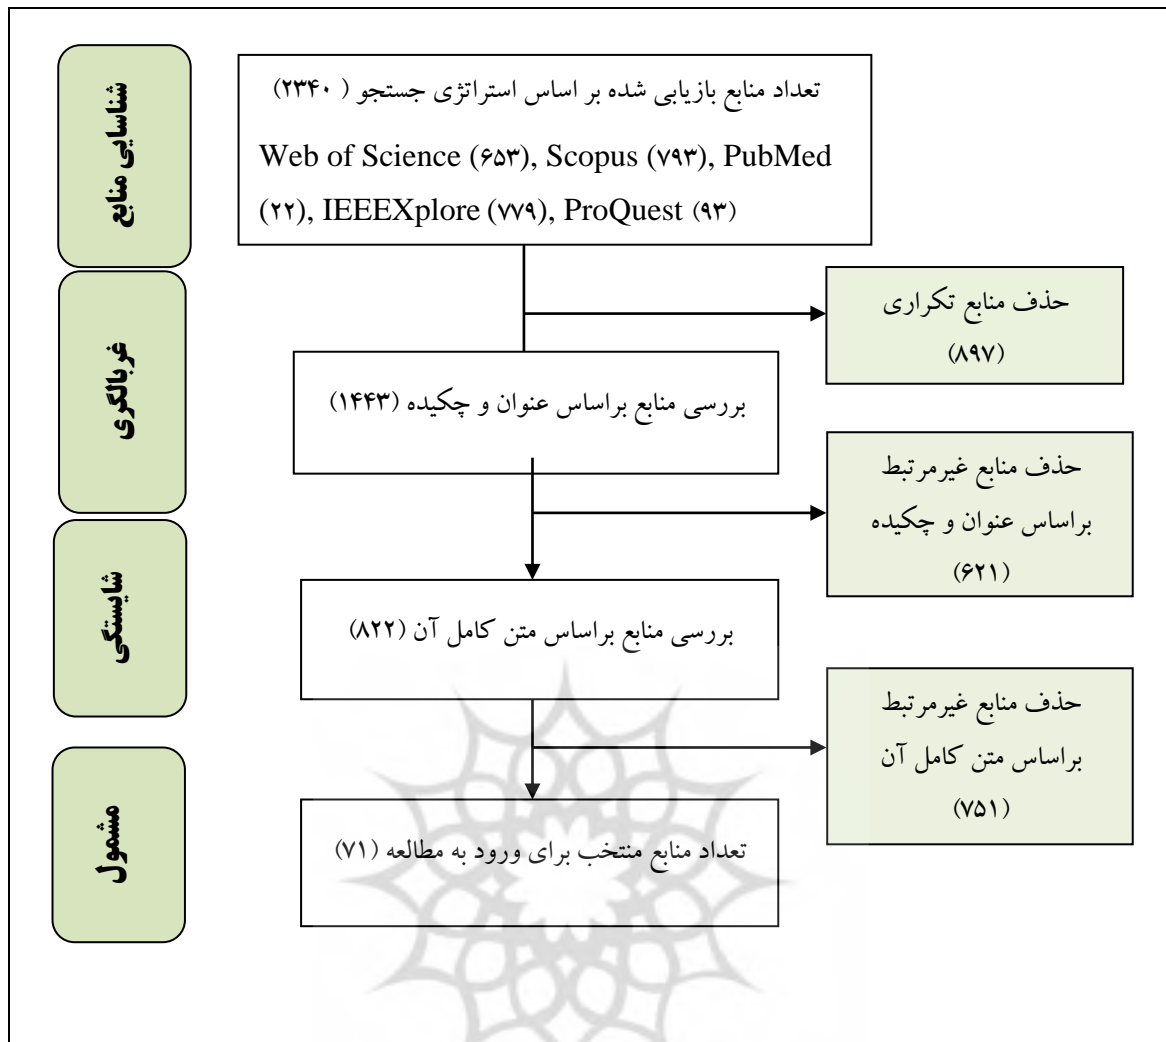 شناسایی منابع
تعداد منابع بازیابی شده بر اساس استراتژی جستجو ( ۲۳۴۰)
Web of Science (۶۵۳), Scopus (۷۹۳), PubMed
(۲۲), IEEEXplore (۷۷۹), ProQuest (۹۳)
حذف منابع تکراری
(۸۹۷)
غربالگری
بررسی منابع براساس عنوان و چکیده (۱۴۴۳)
حذف منابع غیرمرتبط
براساس عنوان و چکیده
(۶۲۱)
شایستگی
بررسی منابع براساس متن کامل آن (۸۲۲)
حذف منابع غیرمرتبط
براساس متن کامل آن
(۷۵۱)
مشمول
تعداد منابع منتخب برای ورود به مطالعه (۷۱)